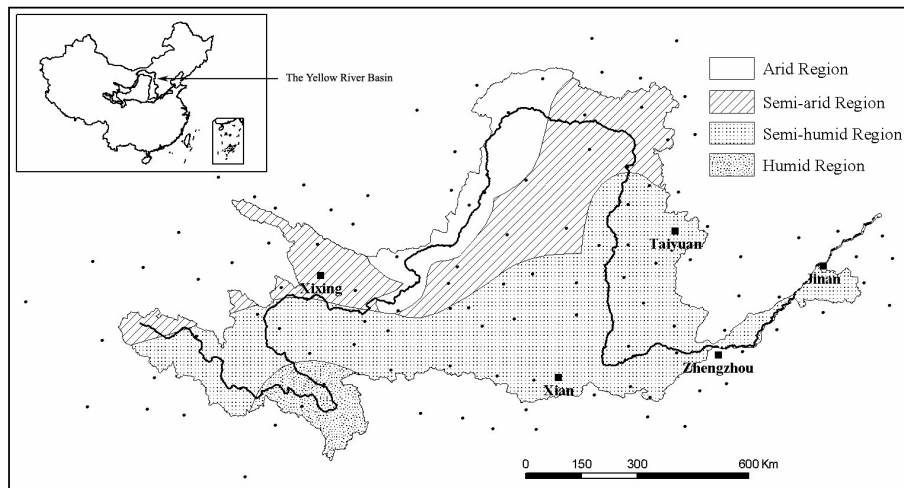 The Yellow River Basin
Arid Region
Semi-arid Region
Semi-humid Region
Humid Region
Taiyuan
Xixing
Jinan
Zhengzhou
Xian
0 150 300 600 Km